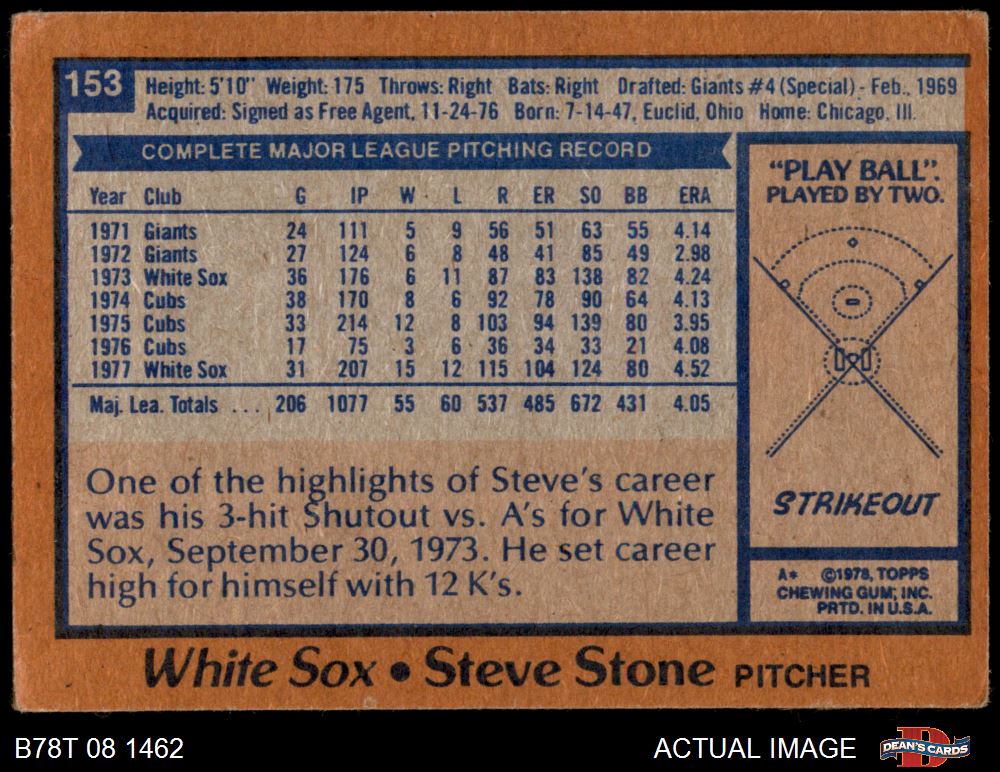 153
Height: 5'10" Weight: 175 Throws: Right Bats: Right Drafted: Giants #4 (Special) - Feb., 1969
Acquired: Signed as Free Agent, 11-24-76 Born: 7-14-47, Euclid, Ohio Home: Chicago, Ill.
COMPLETE MAJOR LEAGUE PITCHING RECORD
Year Club G IP W L R ER SO BB ERA
1971 Giants 24 111 5 9 56 51 63 55 4.14
1972 Giants 27 124 6 8 48 41 85 49 2.98
1973 White Sox 36 176 6 11 87 83 138 82 4.24
1974 Cubs 38 170 8 6 92 78 90 64 4.13
1975 Cubs 33 214 12 8 103 94 139 80 3.95
1976 Cubs 17 75 3 6 36 34 33 21 4.08
1977 White Sox 31 207 15 12 115 104 124 80 4.52
Maj. Lea. Totals ... 206 1077 55 60 537 485 672 431 4.05
One of the highlights of Steve's career
was his 3-hit Shutout vs. A's for White
Sox, September 30, 1973. He set career
high for himself with 12 K's.
"PLAY BALL".
PLAYED BY TWO.
STRIKEOUT
A* ©1978, TOPPS
CHEWING GUM, INC.
PRTD. IN U.S.A.
White Sox • Steve Stone PITCHER
B78T 08 1462
ACTUAL IMAGE
D
DEAN'S CARDS